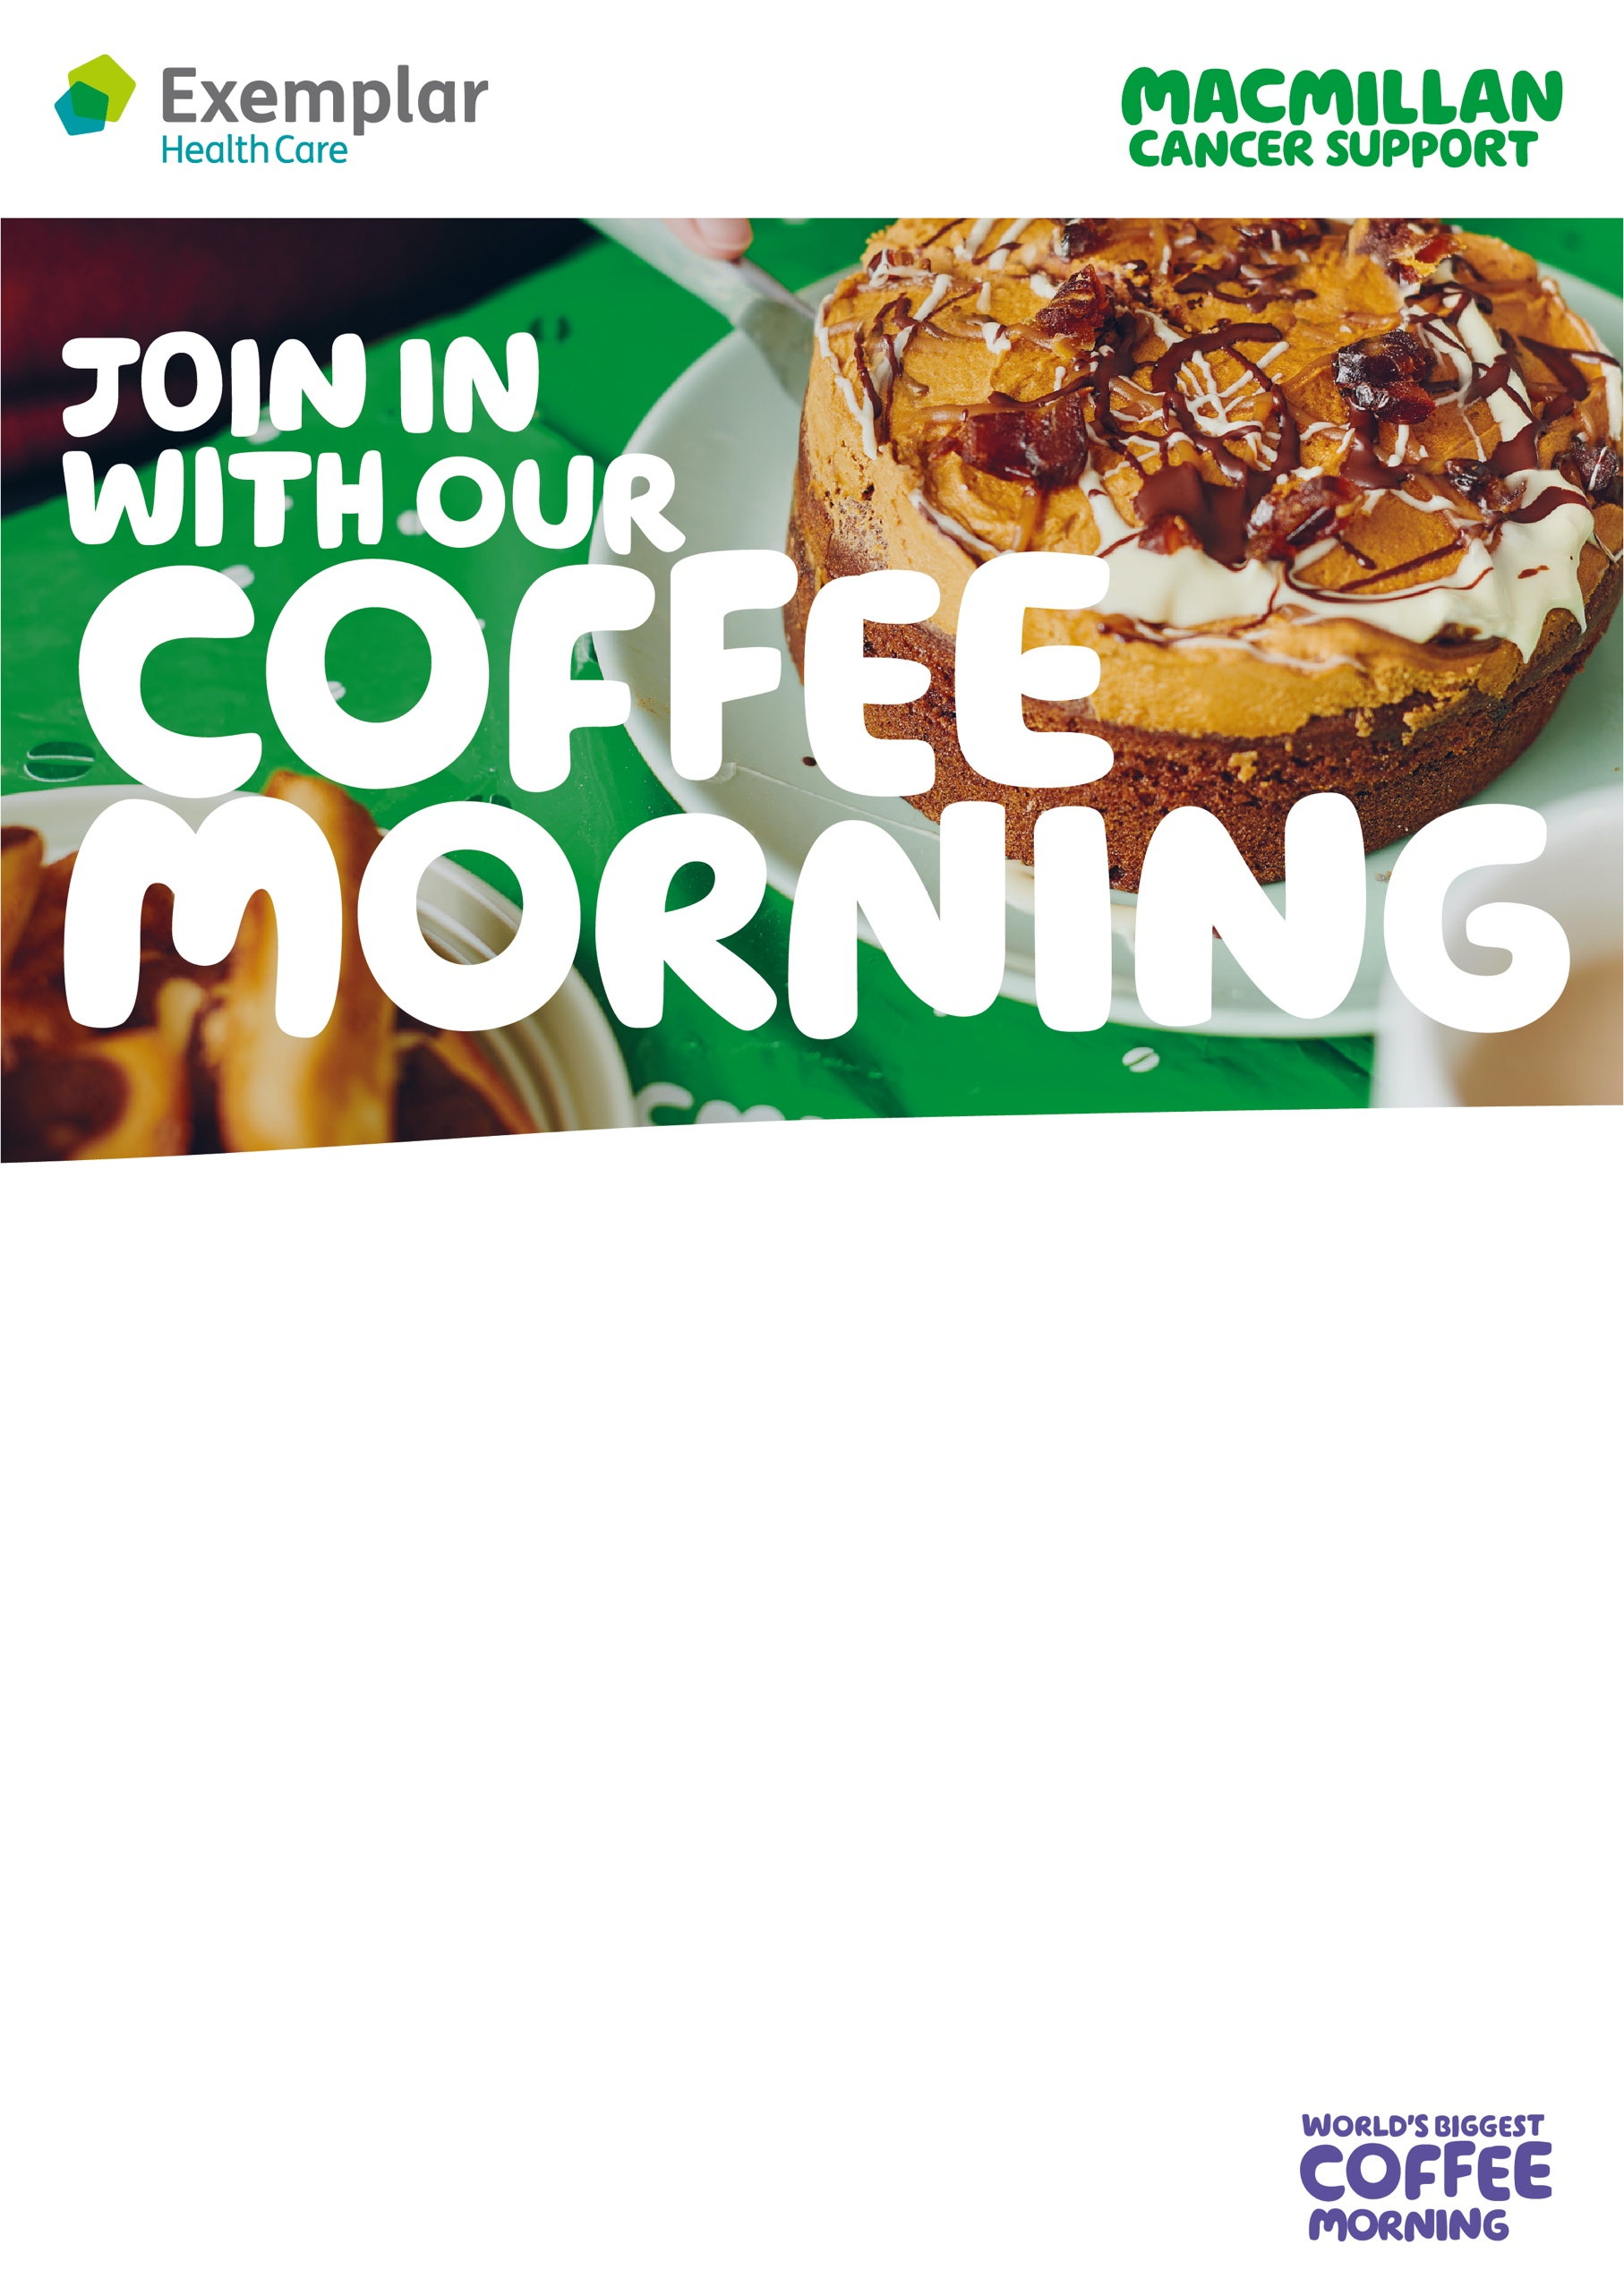 Exemplar
Health Care
MACMILLAN
CANCER SUPPORT
JOIN IN
WITH OUR
COFFEE
MORNING
WORLD'S BIGGEST
COFFEE
MORNING